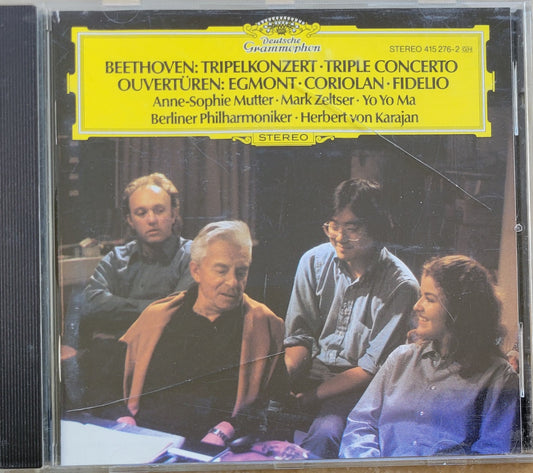 Deutsche
Grammophon
STEREO 415 276-2 GH
BEETHOVEN: TRIPELKONZERT · TRIPLE CONCERTO
OUVERTÜREN: EGMONT · CORIOLAN · FIDELIO
Anne-Sophie Mutter · Mark Zeltser · Yo Yo Ma
Berliner Philharmoniker · Herbert von Karajan
STEREO